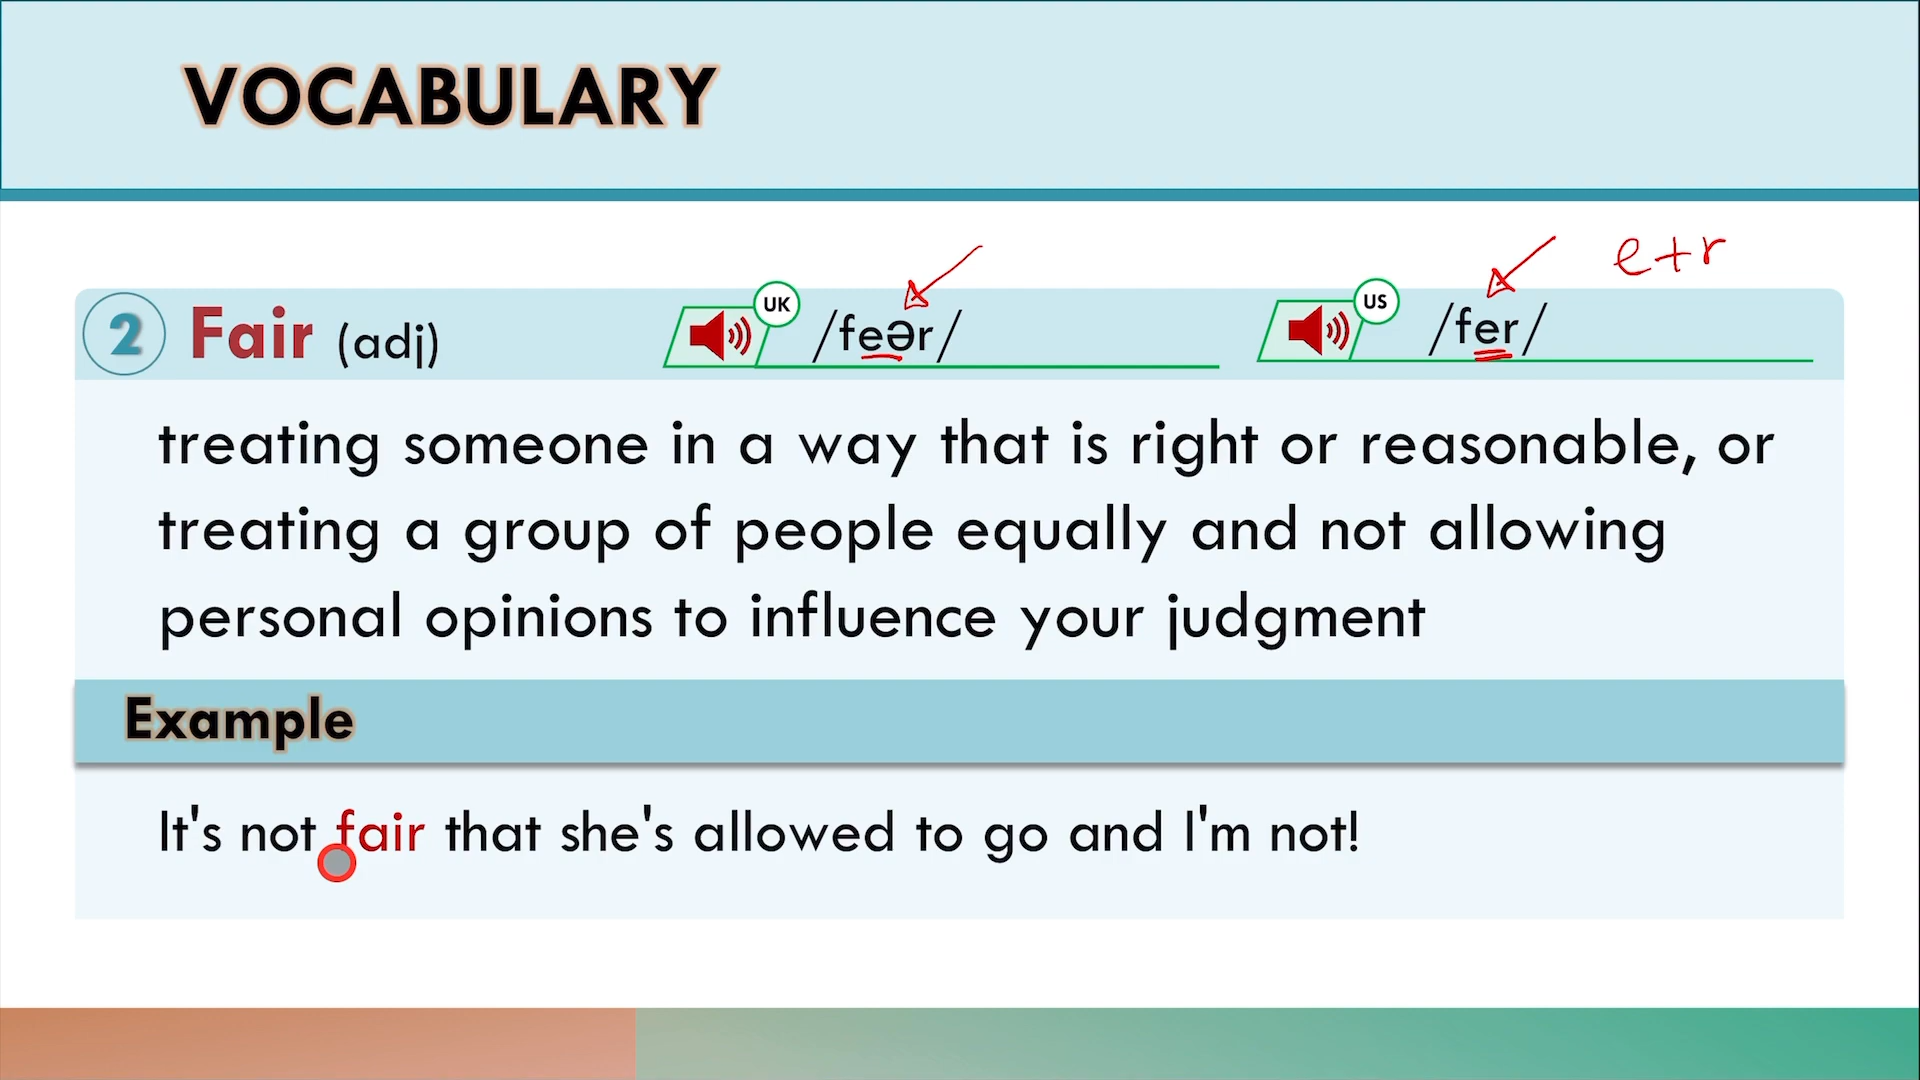 VOCABULARY
e+r
2 Fair (adj) UK /feər/ US /fer/
treating someone in a way that is right or reasonable, or
treating a group of people equally and not allowing
personal opinions to influence your judgment
Example
It's not fair that she's allowed to go and I'm not!